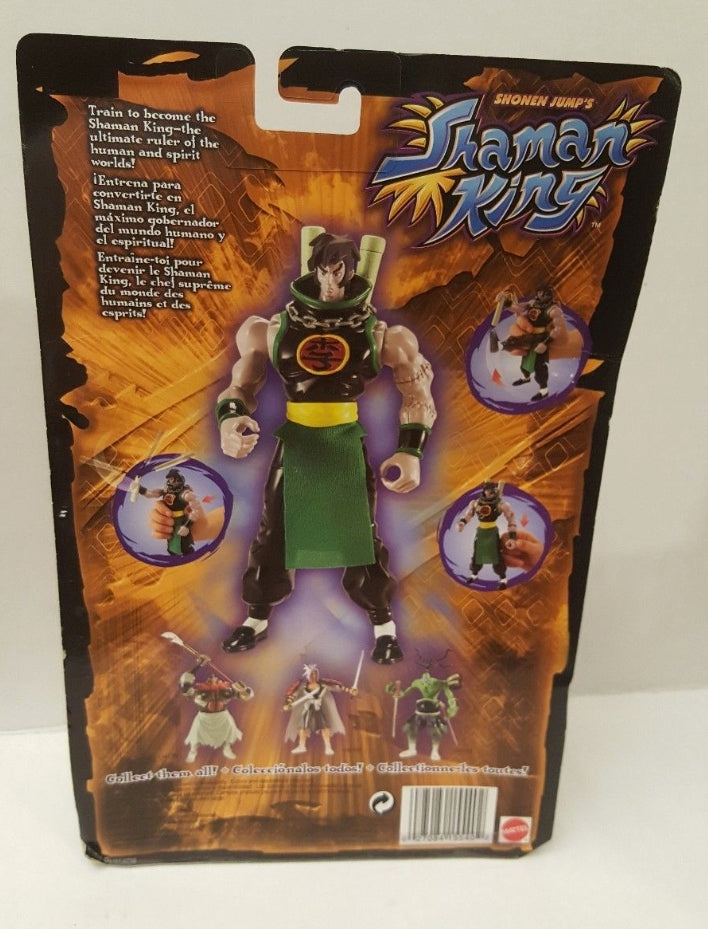 Train to become the
Shaman King—the
ultimate ruler of the
human and spirit
worlds!
¡Entrena para
convertirte en
Shaman King, el
máximo gobernador
del mundo humano y
el espiritual!
Entraîne-toi pour
devenir le Shaman
King, le chef suprême
du monde des
humains et des
esprits!
SHONEN JUMP'S
Shaman
King
TM
Collect them all! • Colecciónalos todos! • Collectionne-les toutes!
MATTEL